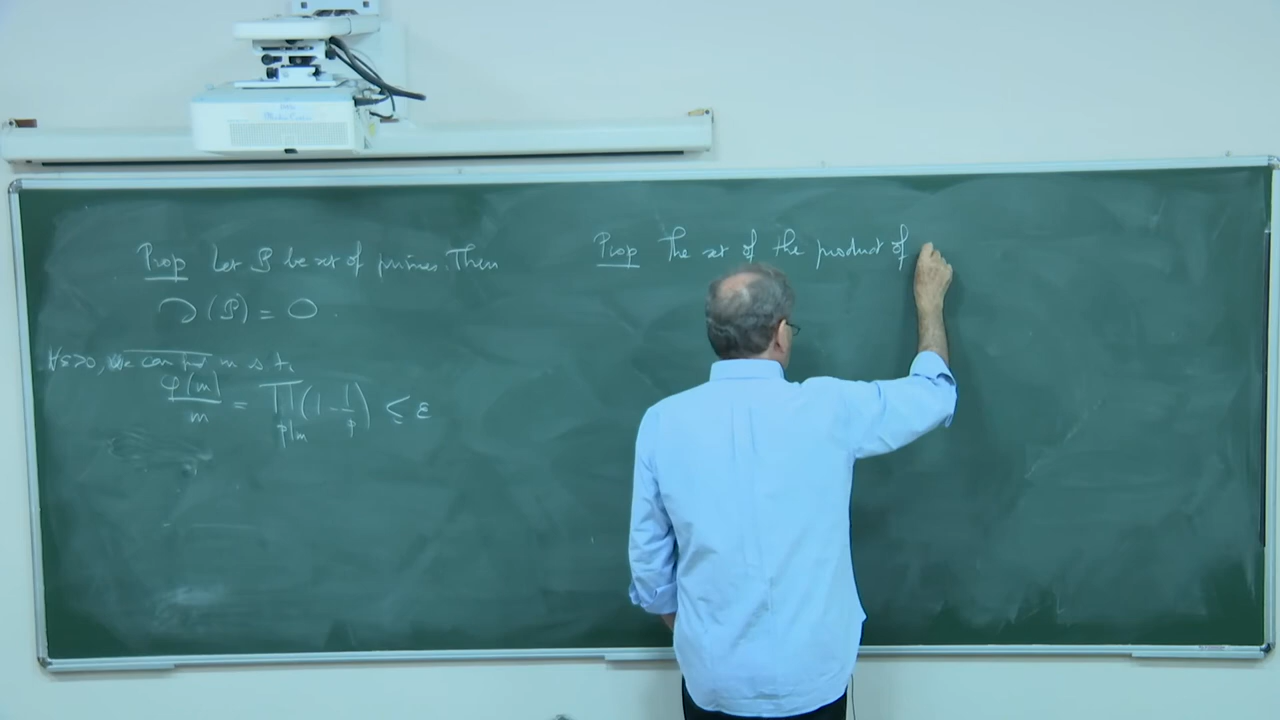 Prop Let P be set of primes. Then
∂(P) = 0.
∀ε>0, we can find m s.t.
φ(m)/m = ∏_{p|m} (1 - 1/p) ≤ ε
Prop The set of the product of